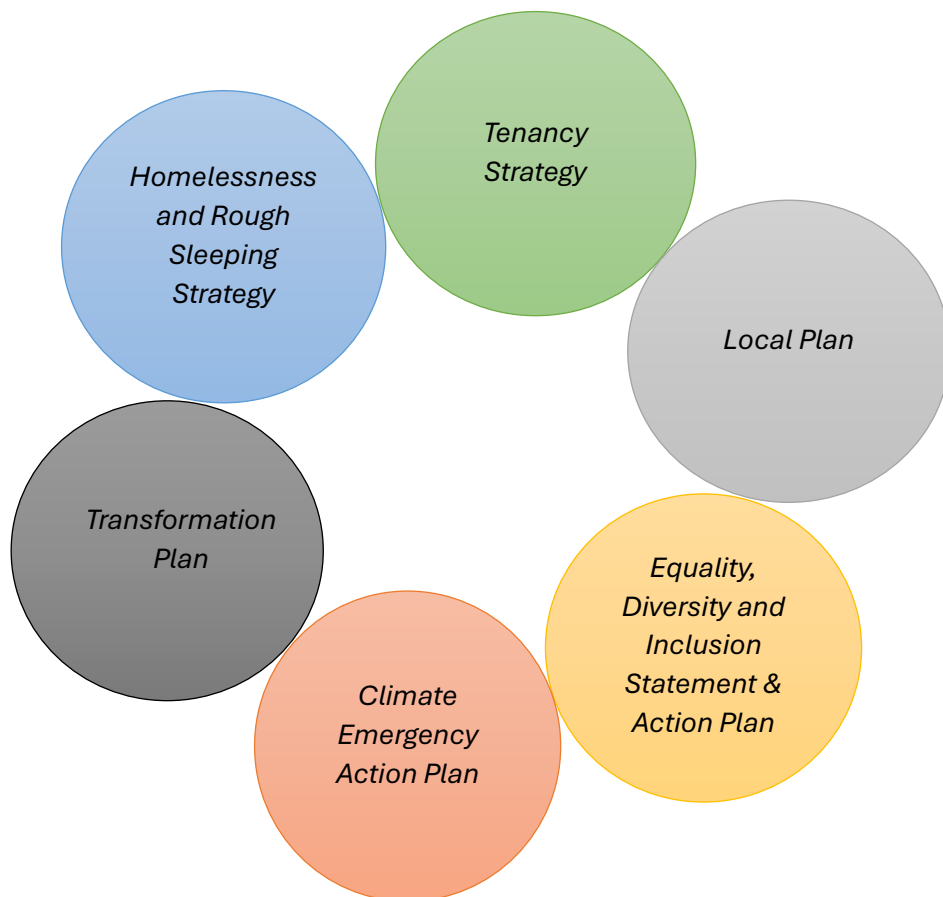 Tenancy
Strategy
Homelessness
and Rough
Sleeping
Strategy
Local Plan
Transformation
Plan
Equality,
Diversity and
Inclusion
Statement &
Action Plan
Climate
Emergency
Action Plan